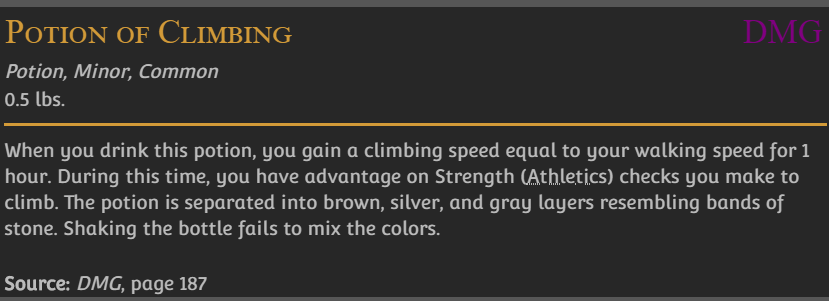 Potion of Climbing DMG
Potion, Minor, Common
0.5 lbs.
When you drink this potion, you gain a climbing speed equal to your walking speed for 1
hour. During this time, you have advantage on Strength (Athletics) checks you make to
climb. The potion is separated into brown, silver, and gray layers resembling bands of
stone. Shaking the bottle fails to mix the colors.
Source: DMG, page 187